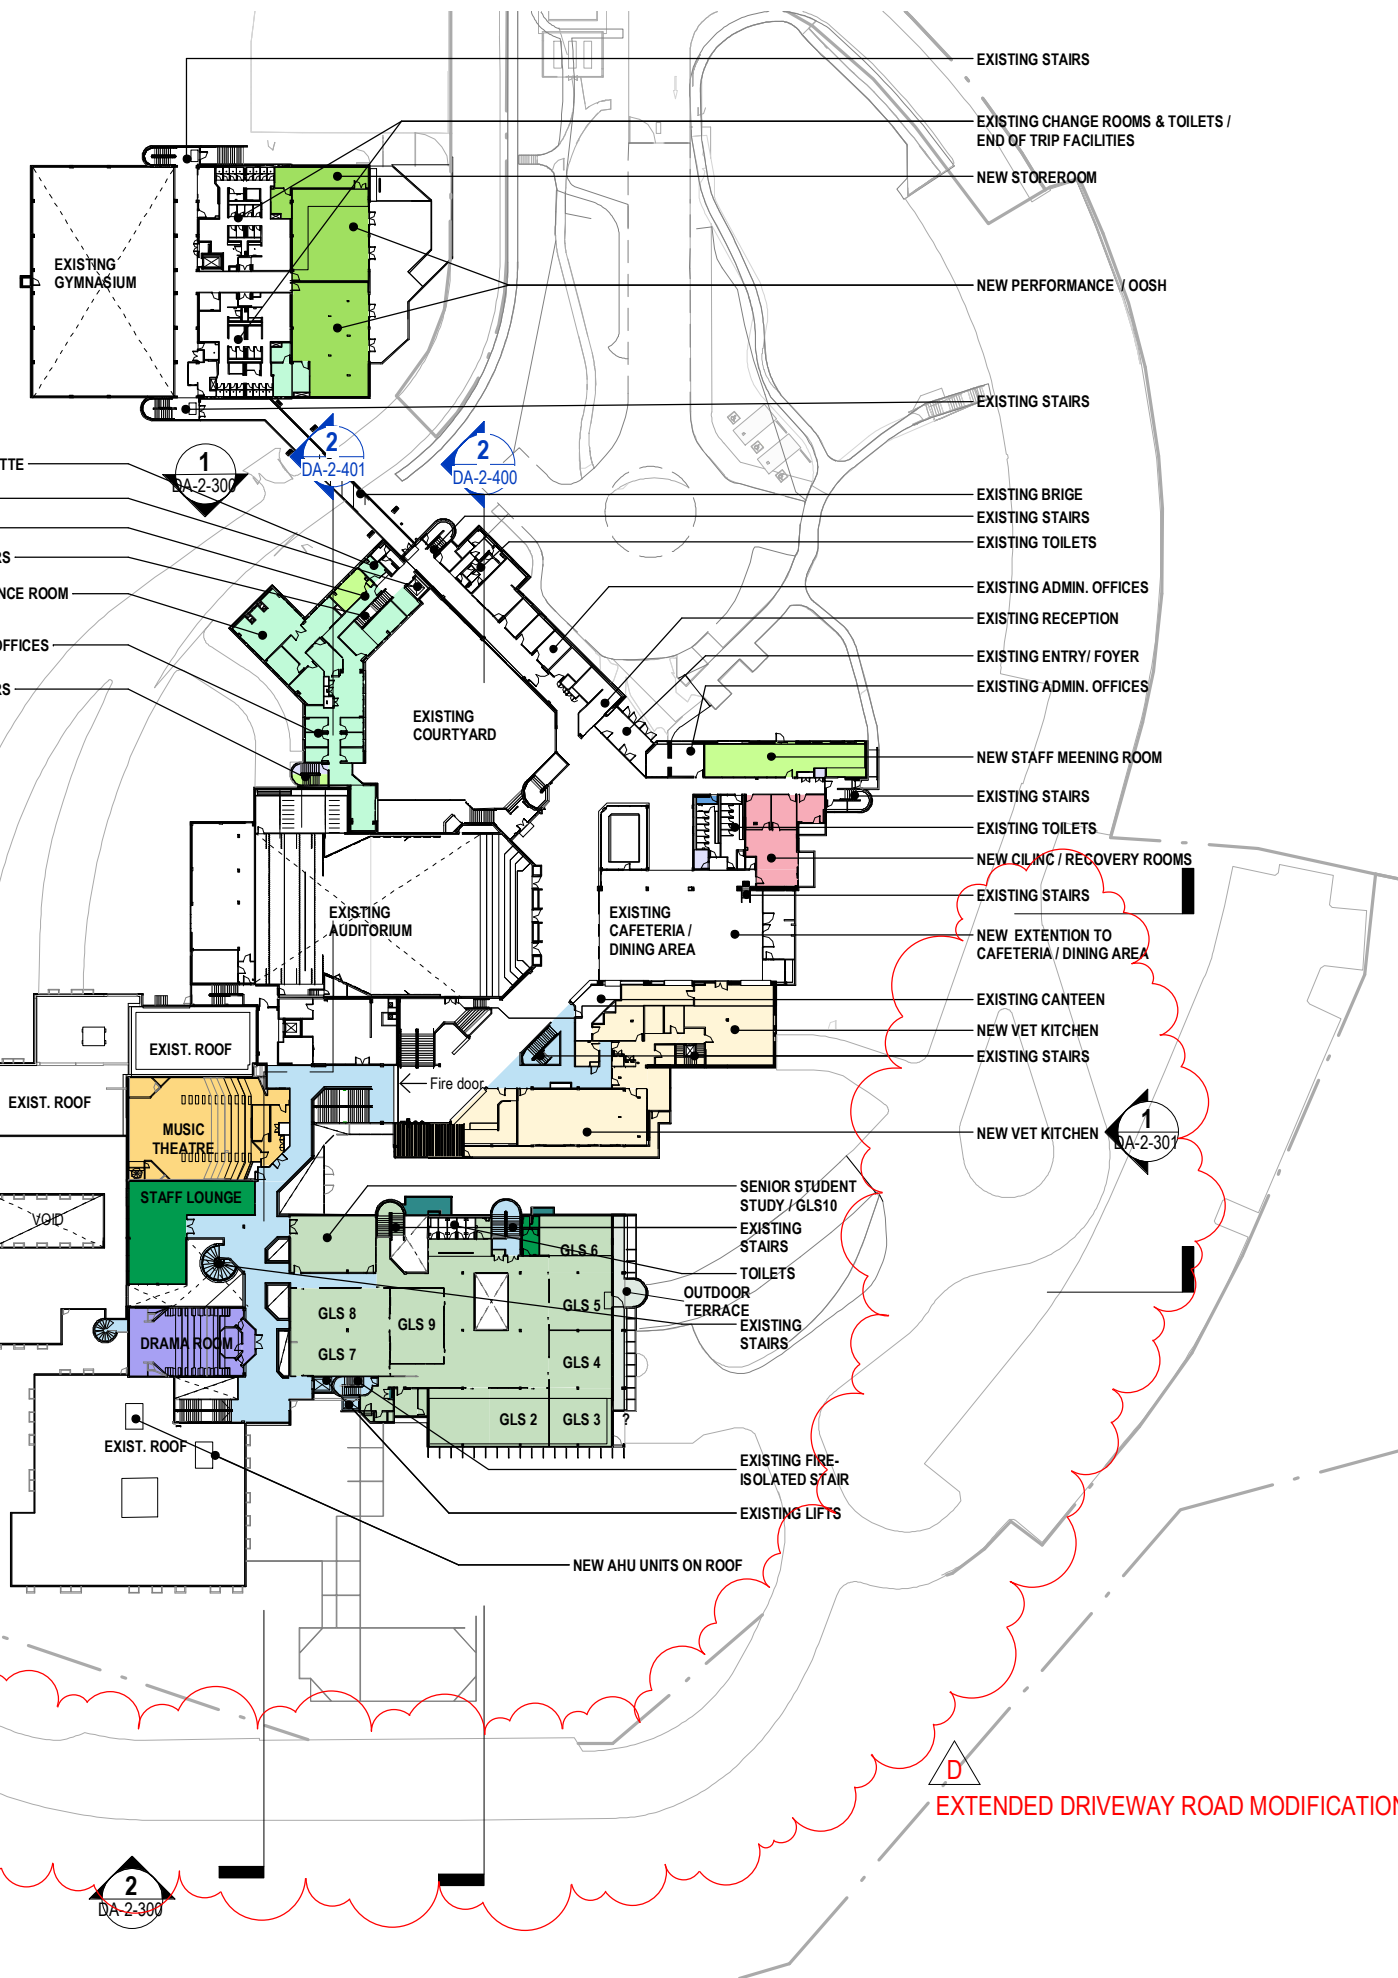 EXISTING STAIRS
EXISTING CHANGE ROOMS & TOILETS /
END OF TRIP FACILITIES
NEW STOREROOM
EXISTING
GYMNASIUM
NEW PERFORMANCE / OOSH
EXISTING STAIRS
1
DA-2-300
2
DA-2-401
2
DA-2-400
TTE
EXISTING BRIGE
EXISTING STAIRS
EXISTING TOILETS
RS
NCE ROOM
EXISTING ADMIN. OFFICES
EXISTING RECEPTION
OFFICES
EXISTING ENTRY/ FOYER
EXISTING ADMIN. OFFICES
RS
EXISTING
COURTYARD
NEW STAFF MEENING ROOM
EXISTING STAIRS
EXISTING TOILETS
NEW CILINC / RECOVERY ROOMS
EXISTING STAIRS
EXISTING
AUDITORIUM
EXISTING
CAFETERIA /
DINING AREA
NEW EXTENTION TO
CAFETERIA / DINING AREA
EXISTING CANTEEN
NEW VET KITCHEN
EXISTING STAIRS
EXIST. ROOF
Fire door
EXIST. ROOF
MUSIC
THEATRE
NEW VET KITCHEN
1
DA-2-301
SENIOR STUDENT
STUDY / GLS10
STAFF LOUNGE
VOID
EXISTING
STAIRS
GLS 6
TOILETS
OUTDOOR
TERRACE
GLS 5
GLS 8
GLS 9
EXISTING
STAIRS
DRAMA ROOM
GLS 7
GLS 4
GLS 2
GLS 3
?
EXIST. ROOF
EXISTING FIRE-
ISOLATED STAIR
EXISTING LIFTS
NEW AHU UNITS ON ROOF
D
EXTENDED DRIVEWAY ROAD MODIFICATION
2
DA-2-300